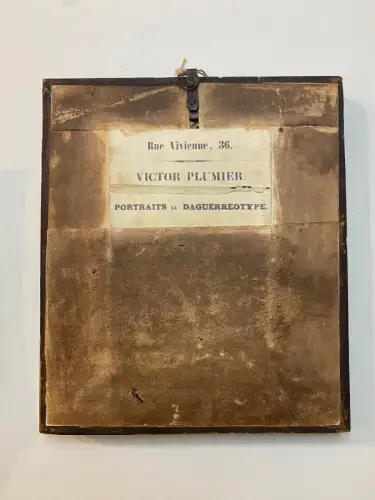 Rue Vivienne, 36.
VICTOR PLUMIER.
PORTRAITS AU DAGUERRÉOTYPE.